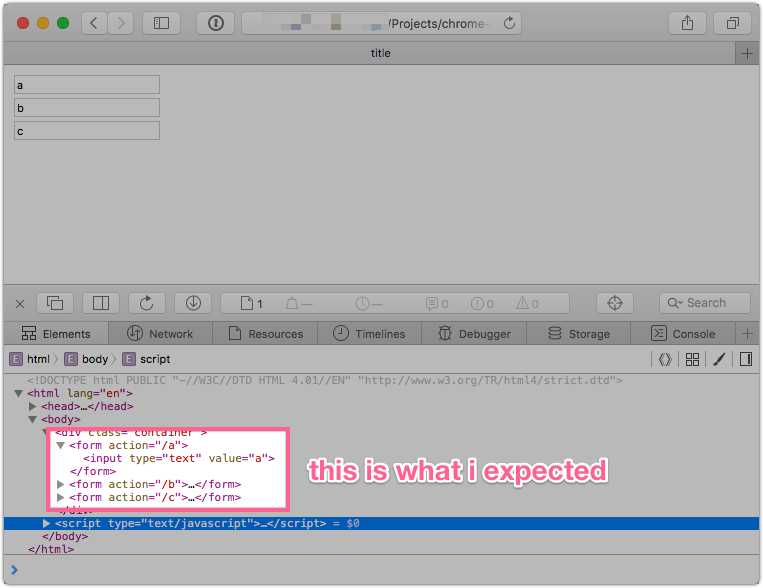 /Projects/chrome-
title
a
b
c
1 — — 0 0 0 Search
Elements Network Resources Timelines Debugger Storage Console
E html E body E script
<!DOCTYPE html PUBLIC "-//W3C//DTD HTML 4.01//EN" "http://www.w3.org/TR/html4/strict.dtd">
<html lang="en">
<head>…</head>
<body>
<div class="container">
<form action="/a">
<input type="text" value="a">
</form>
<form action="/b">…</form>
<form action="/c">…</form>
</div>
<script type="text/javascript">…</script> = $0
</body>
</html>
this is what i expected